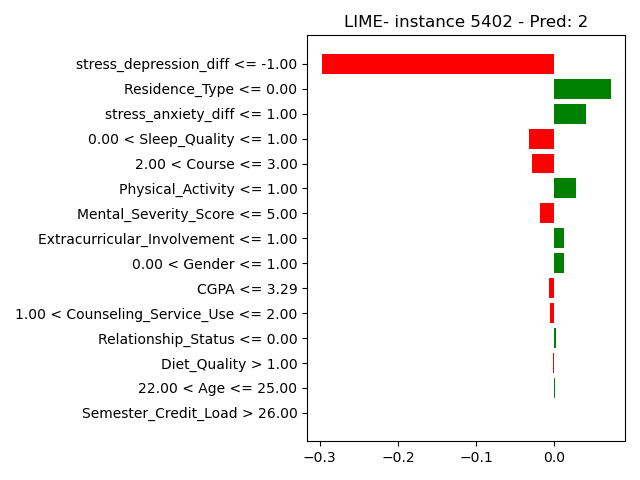 LIME- instance 5402 - Pred: 2
stress_depression_diff <= -1.00
Residence_Type <= 0.00
stress_anxiety_diff <= 1.00
0.00 < Sleep_Quality <= 1.00
2.00 < Course <= 3.00
Physical_Activity <= 1.00
Mental_Severity_Score <= 5.00
Extracurricular_Involvement <= 1.00
0.00 < Gender <= 1.00
CGPA <= 3.29
1.00 < Counseling_Service_Use <= 2.00
Relationship_Status <= 0.00
Diet_Quality > 1.00
22.00 < Age <= 25.00
Semester_Credit_Load > 26.00
−0.3 −0.2 −0.1 0.0